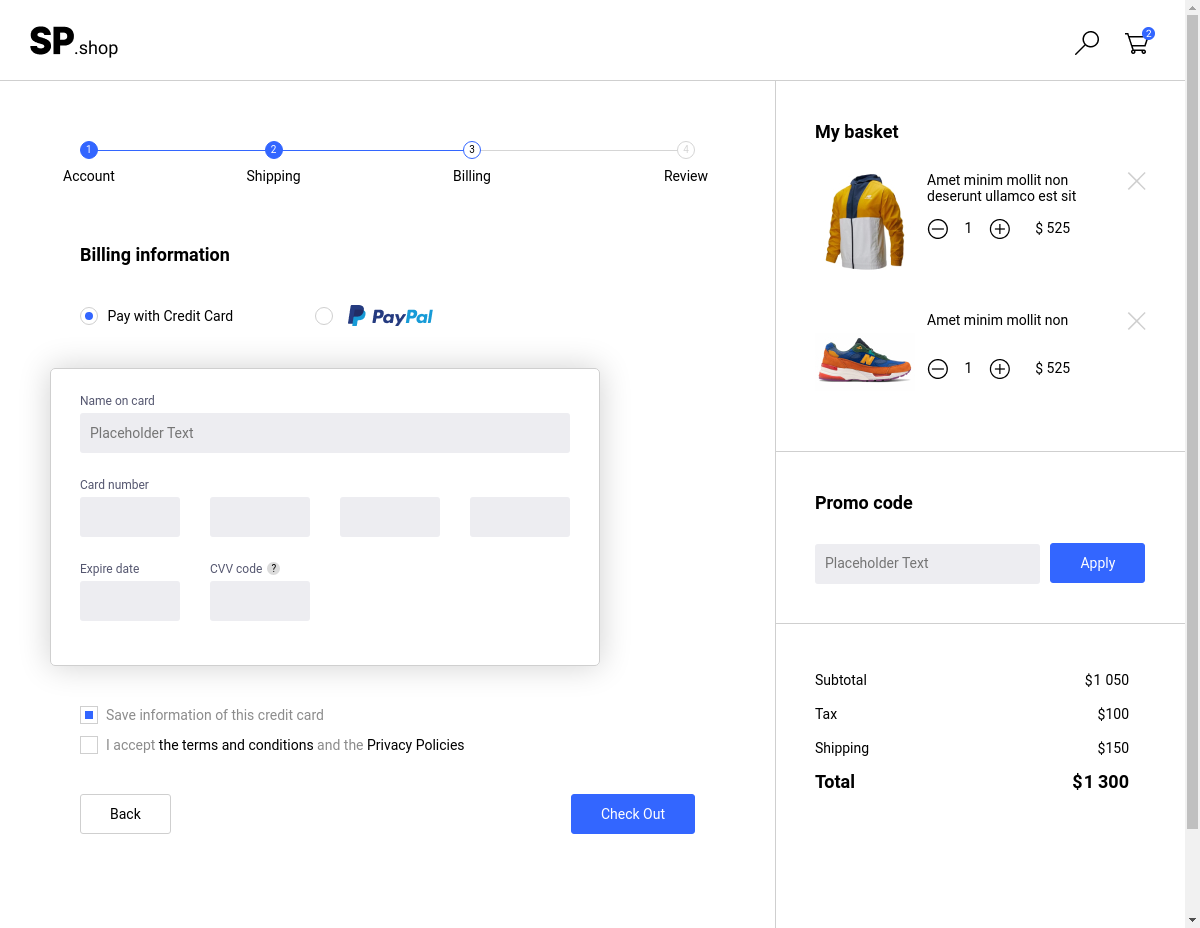 SP.shop
2
1
2
3
4
Account
Shipping
Billing
Review
Billing information
Pay with Credit Card
PayPal
Name on card
Placeholder Text
Card number
Expire date
CVV code ?
Save information of this credit card
I accept the terms and conditions and the Privacy Policies
Back
Check Out
My basket
Amet minim mollit non
deserunt ullamco est sit
1
$ 525
Amet minim mollit non
1
$ 525
Promo code
Placeholder Text
Apply
Subtotal
$1 050
Tax
$100
Shipping
$150
Total
$1 300